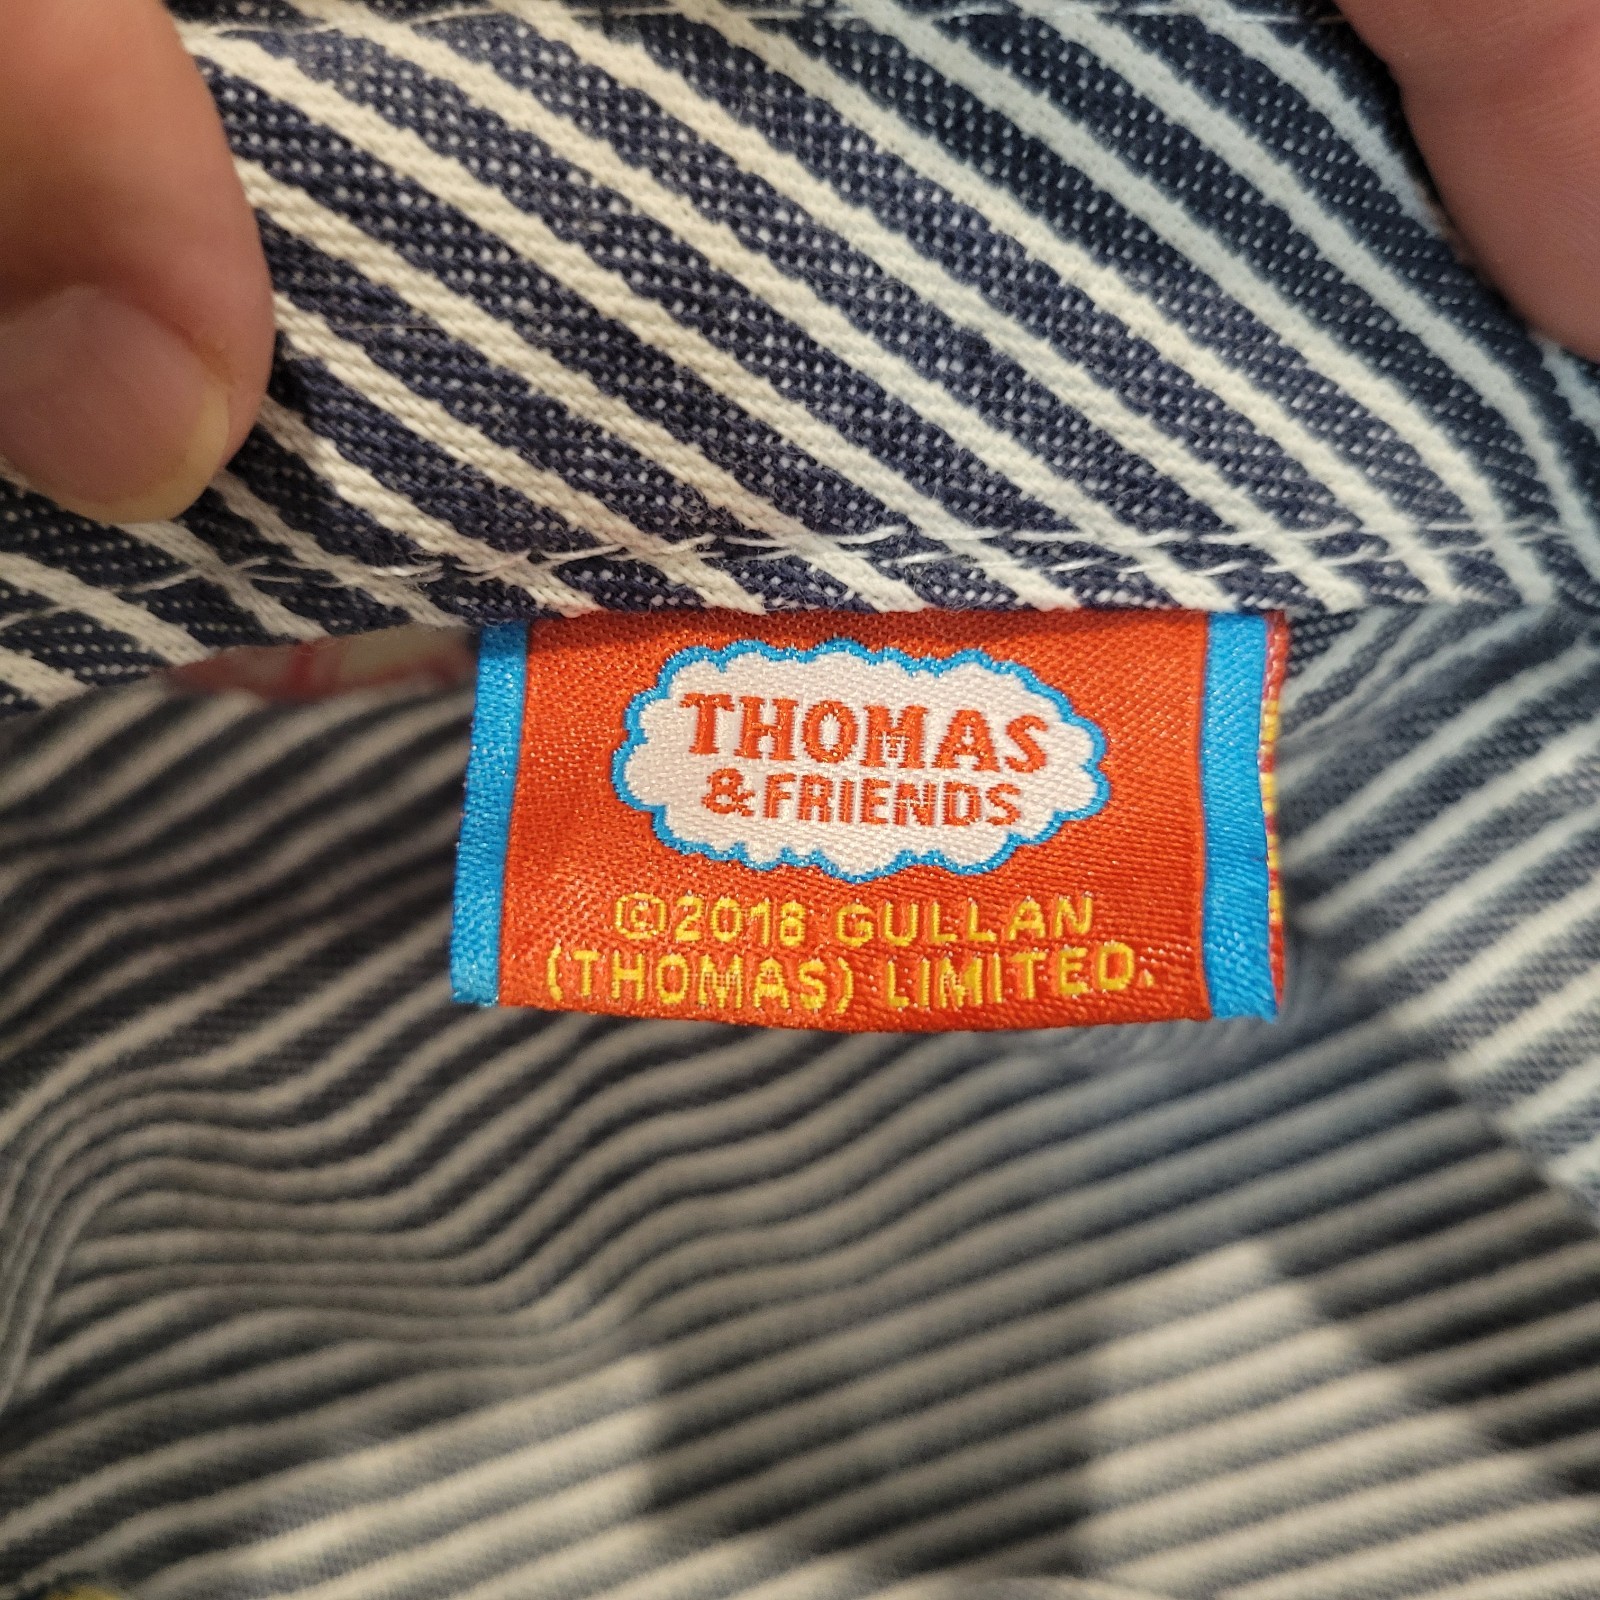 THOMAS
& FRIENDS
©2018 GULLAN
(THOMAS) LIMITED.